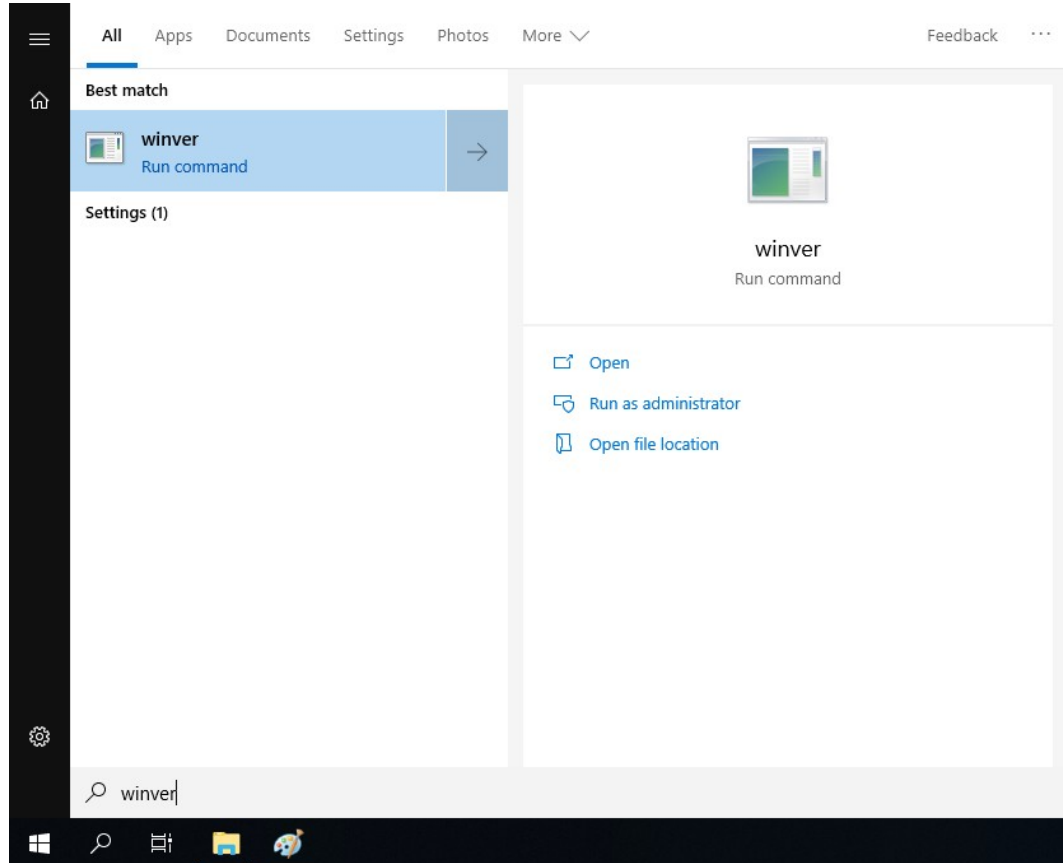 All Apps Documents Settings Photos More Feedback ...
Best match
winver
Run command
Settings (1)
winver
Run command
Open
Run as administrator
Open file location
winver